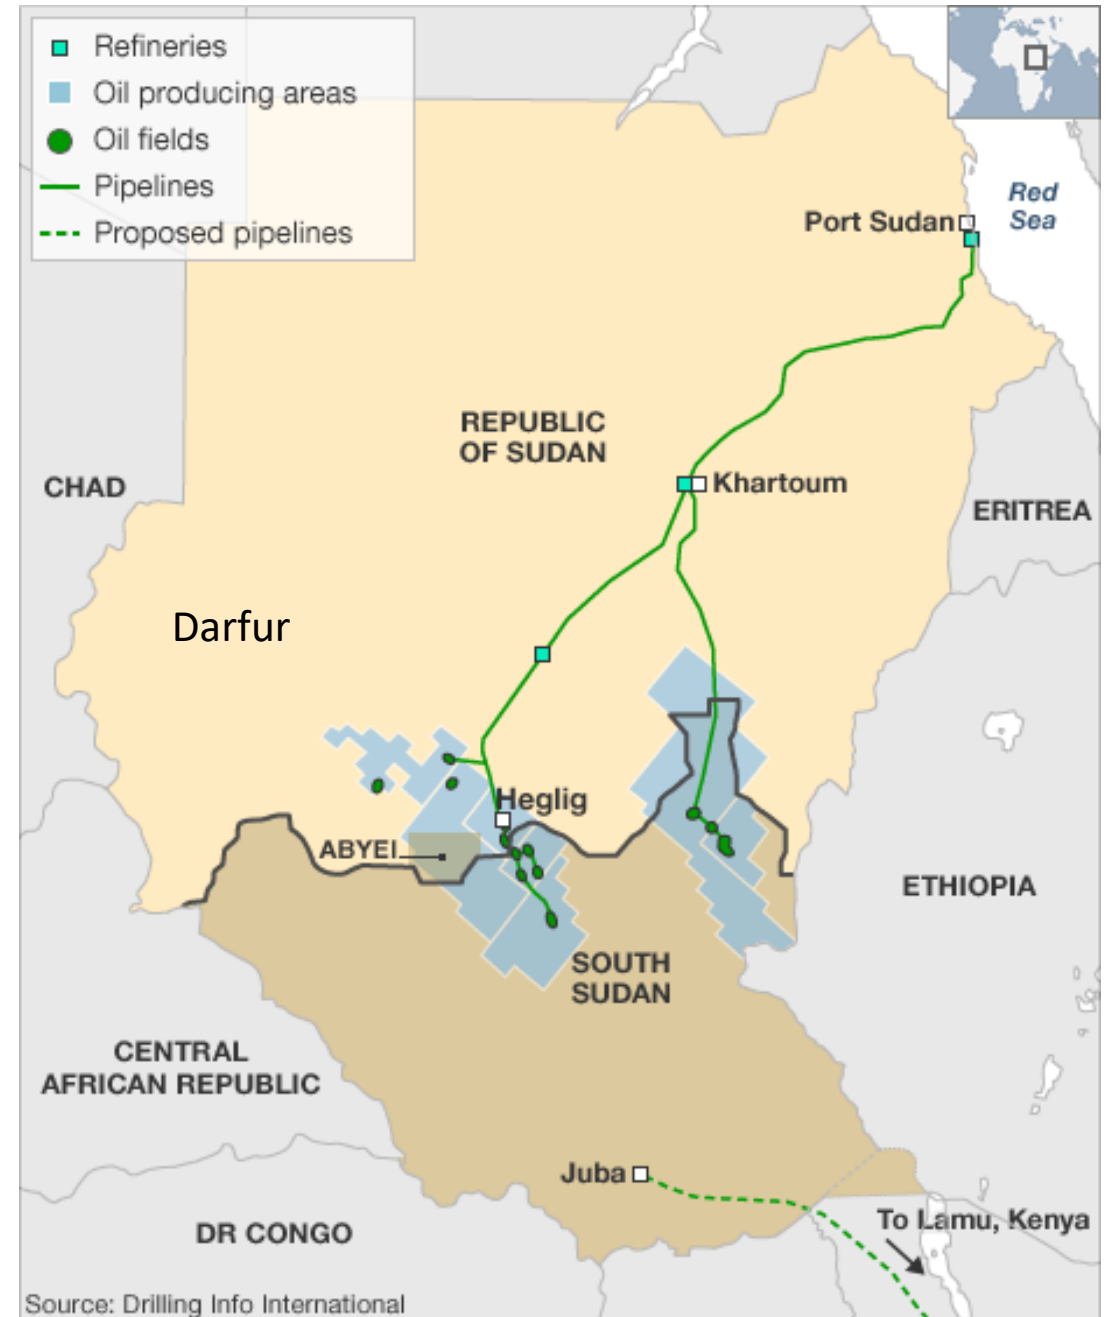 Refineries
Oil producing areas
Oil fields
Pipelines
Proposed pipelines
Red
Sea
Port Sudan
REPUBLIC
OF SUDAN
CHAD
Khartoum
ERITREA
Darfur
Heglig
ABYEI
ETHIOPIA
SOUTH
SUDAN
CENTRAL
AFRICAN REPUBLIC
Juba
To Lamu, Kenya
DR CONGO
Source: Drilling Info International